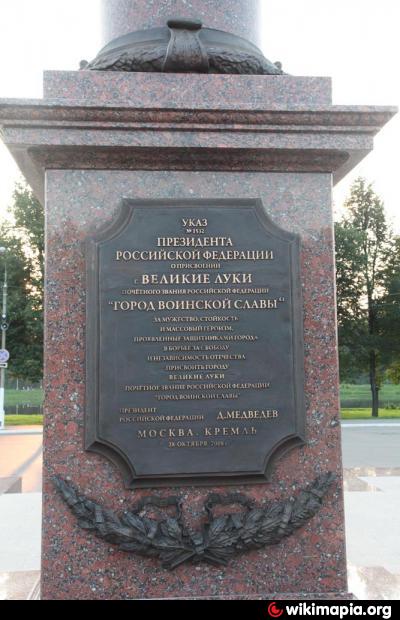 УКАЗ
№ 1532
ПРЕЗИДЕНТА
РОССИЙСКОЙ ФЕДЕРАЦИИ
О ПРИСВОЕНИИ
г. ВЕЛИКИЕ ЛУКИ
ПОЧЁТНОГО ЗВАНИЯ РОССИЙСКОЙ ФЕДЕРАЦИИ
"ГОРОД ВОИНСКОЙ СЛАВЫ"
ЗА МУЖЕСТВО, СТОЙКОСТЬ
И МАССОВЫЙ ГЕРОИЗМ,
ПРОЯВЛЕННЫЕ ЗАЩИТНИКАМИ ГОРОДА
В БОРЬБЕ ЗА СВОБОДУ
И НЕЗАВИСИМОСТЬ ОТЕЧЕСТВА
ПРИСВОИТЬ ГОРОДУ
ВЕЛИКИЕ ЛУКИ
ПОЧЁТНОЕ ЗВАНИЕ РОССИЙСКОЙ ФЕДЕРАЦИИ
"ГОРОД ВОИНСКОЙ СЛАВЫ"
ПРЕЗИДЕНТ
РОССИЙСКОЙ ФЕДЕРАЦИИ Д.МЕДВЕДЕВ
МОСКВА. КРЕМЛЬ
28 ОКТЯБРЯ 2008 г.
wikimapia.org